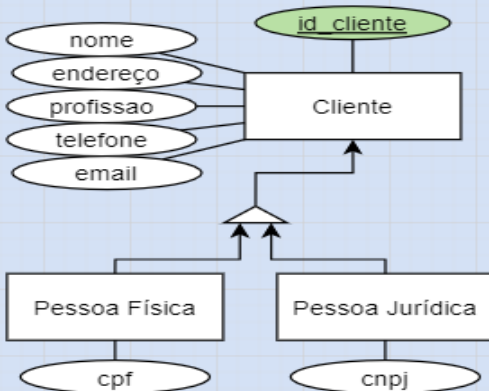 id_cliente
nome
endereço
profissao
telefone
email
Cliente
Pessoa Física
Pessoa Jurídica
cpf
cnpj